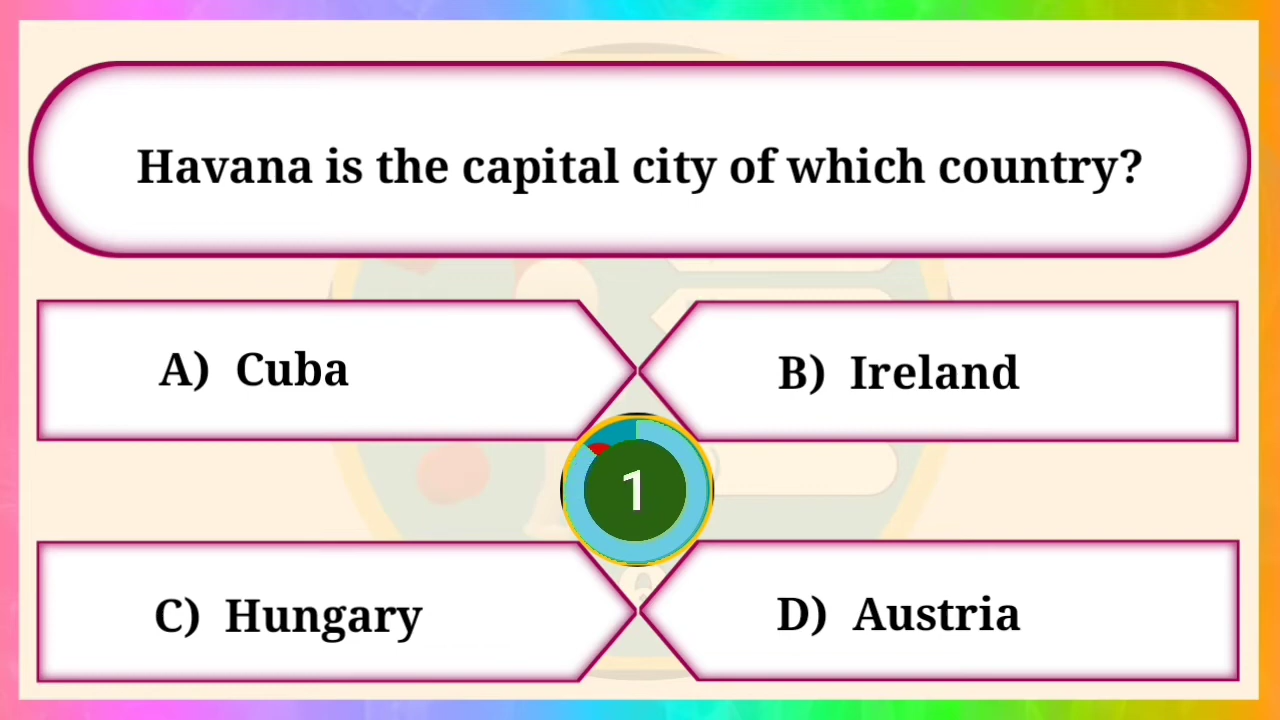 Havana is the capital city of which country?
A) Cuba
B) Ireland
1
C) Hungary
D) Austria